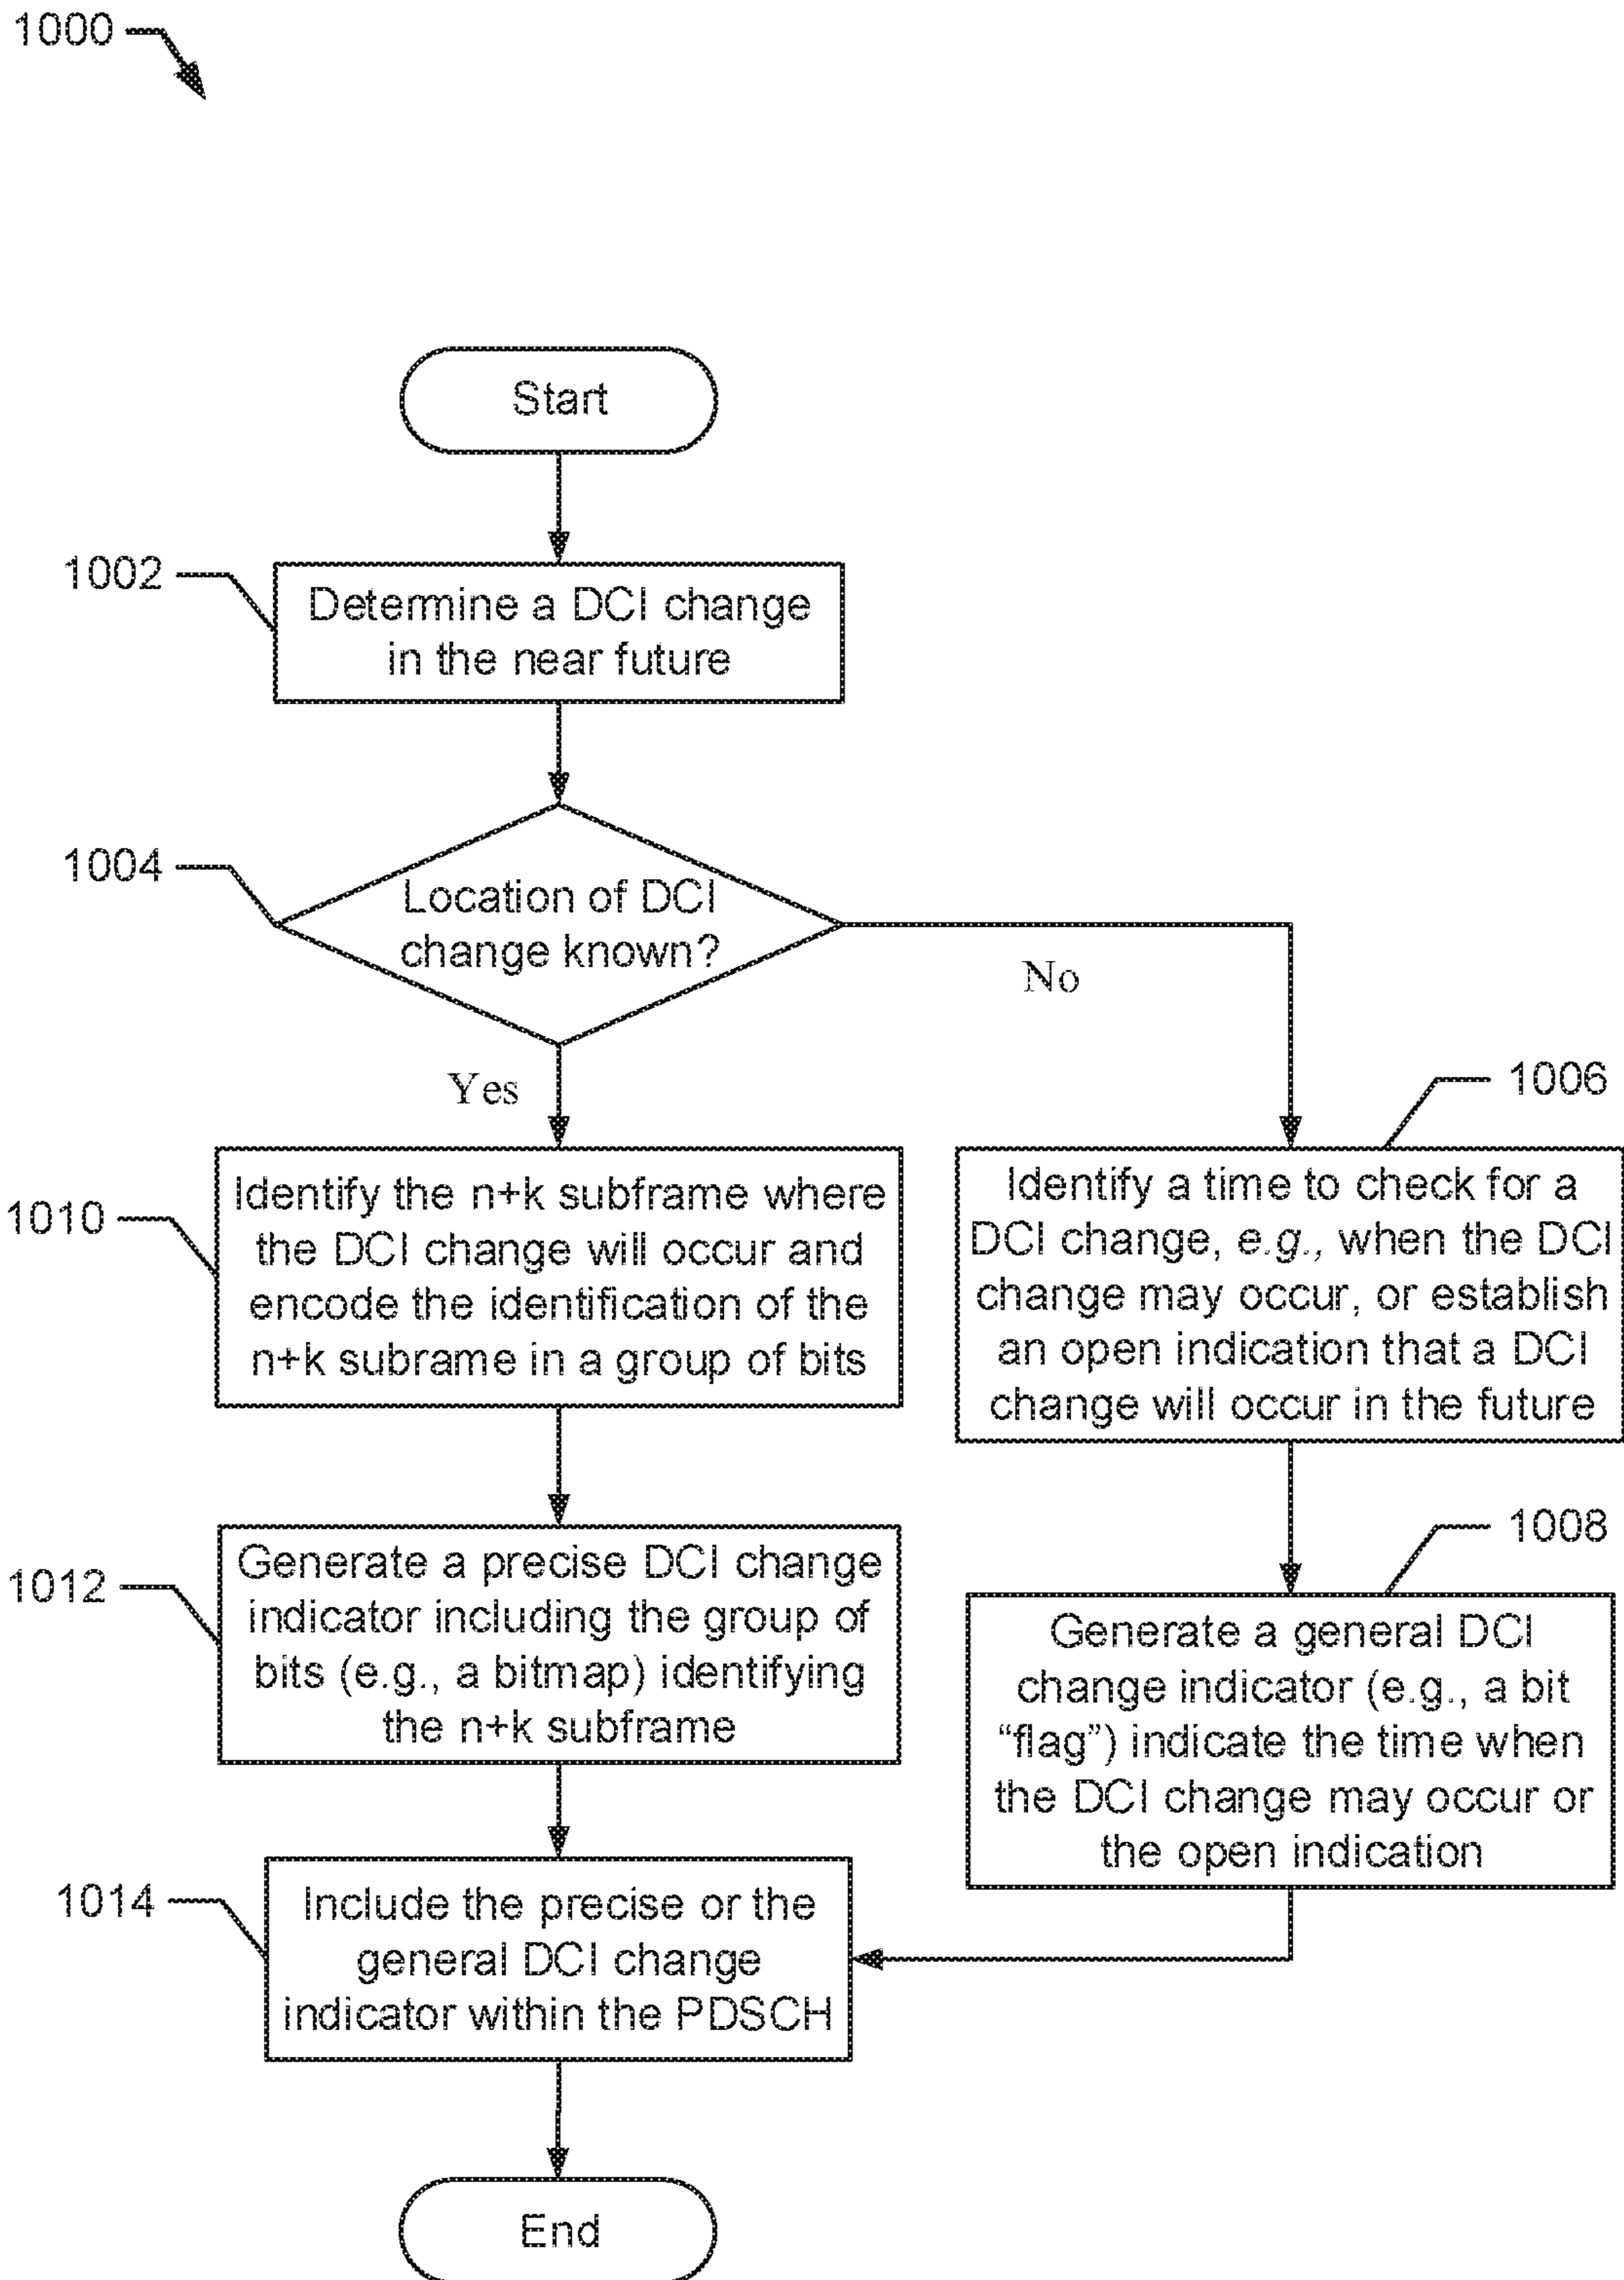 1000
Start
1002
Determine a DCI change
in the near future
1004
Location of DCI
change known?
No
Yes
1006
Identify a time to check for a
DCI change, e.g., when the DCI
change may occur, or establish
an open indication that a DCI
change will occur in the future
1010
Identify the n+k subframe where
the DCI change will occur and
encode the identification of the
n+k subrame in a group of bits
1008
Generate a general DCI
change indicator (e.g., a bit
“flag”) indicate the time when
the DCI change may occur or
the open indication
1012
Generate a precise DCI change
indicator including the group of
bits (e.g., a bitmap) identifying
the n+k subframe
1014
Include the precise or the
general DCI change
indicator within the PDSCH
End